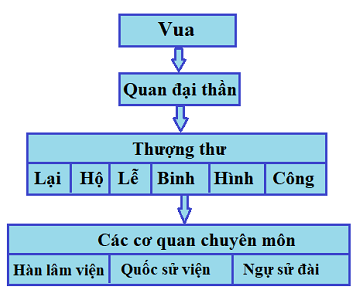 Vua
Quan đại thần
Thượng thư
Lại Hộ Lễ Binh Hình Công
Các cơ quan chuyên môn
Hàn lâm viện Quốc sử viện Ngự sử đài